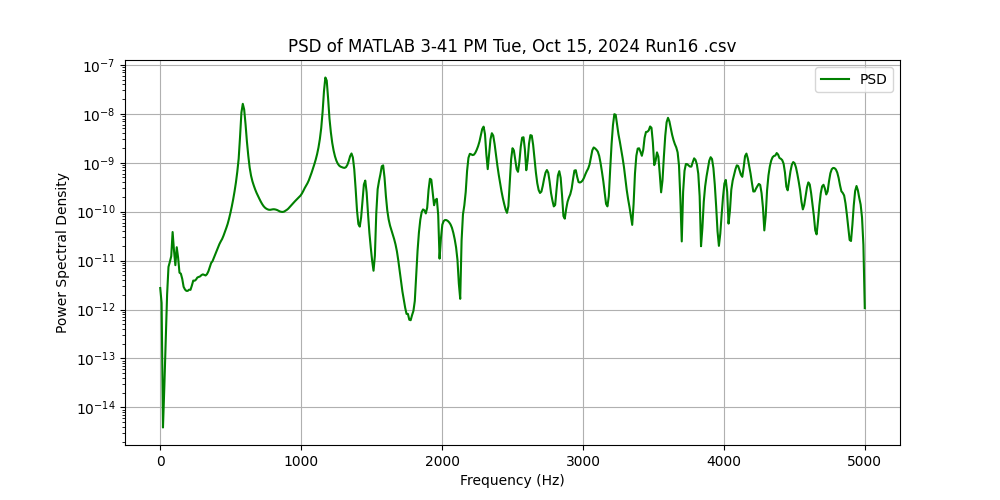 PSD of MATLAB 3-41 PM Tue, Oct 15, 2024 Run16 .csv
PSD
Power Spectral Density
10⁻⁷
10⁻⁸
10⁻⁹
10⁻¹⁰
10⁻¹¹
10⁻¹²
10⁻¹³
10⁻¹⁴
0 1000 2000 3000 4000 5000
Frequency (Hz)